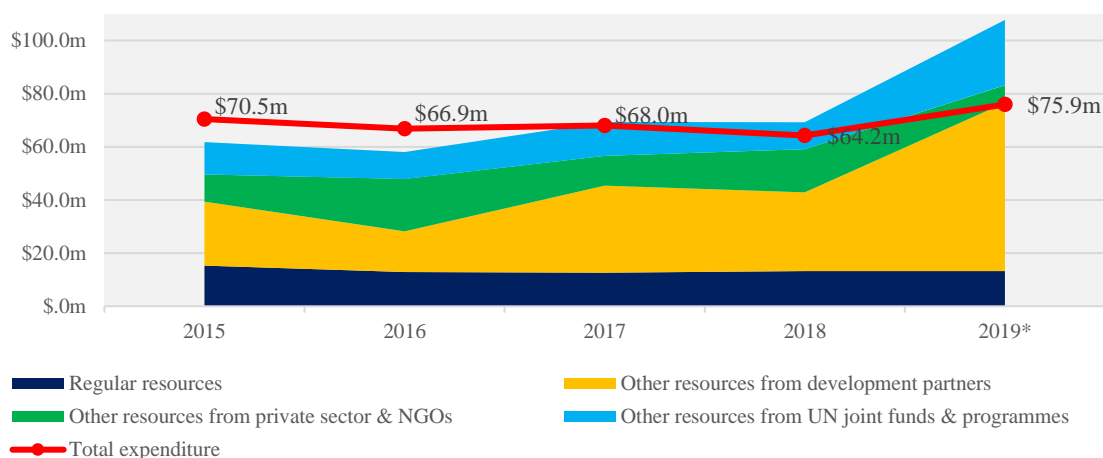 $100.0m
$80.0m
$60.0m
$40.0m
$20.0m
$.0m
$70.5m
$66.9m
$68.0m
$64.2m
$75.9m
2015 2016 2017 2018 2019*
Regular resources
Other resources from development partners
Other resources from private sector & NGOs
Other resources from UN joint funds & programmes
Total expenditure